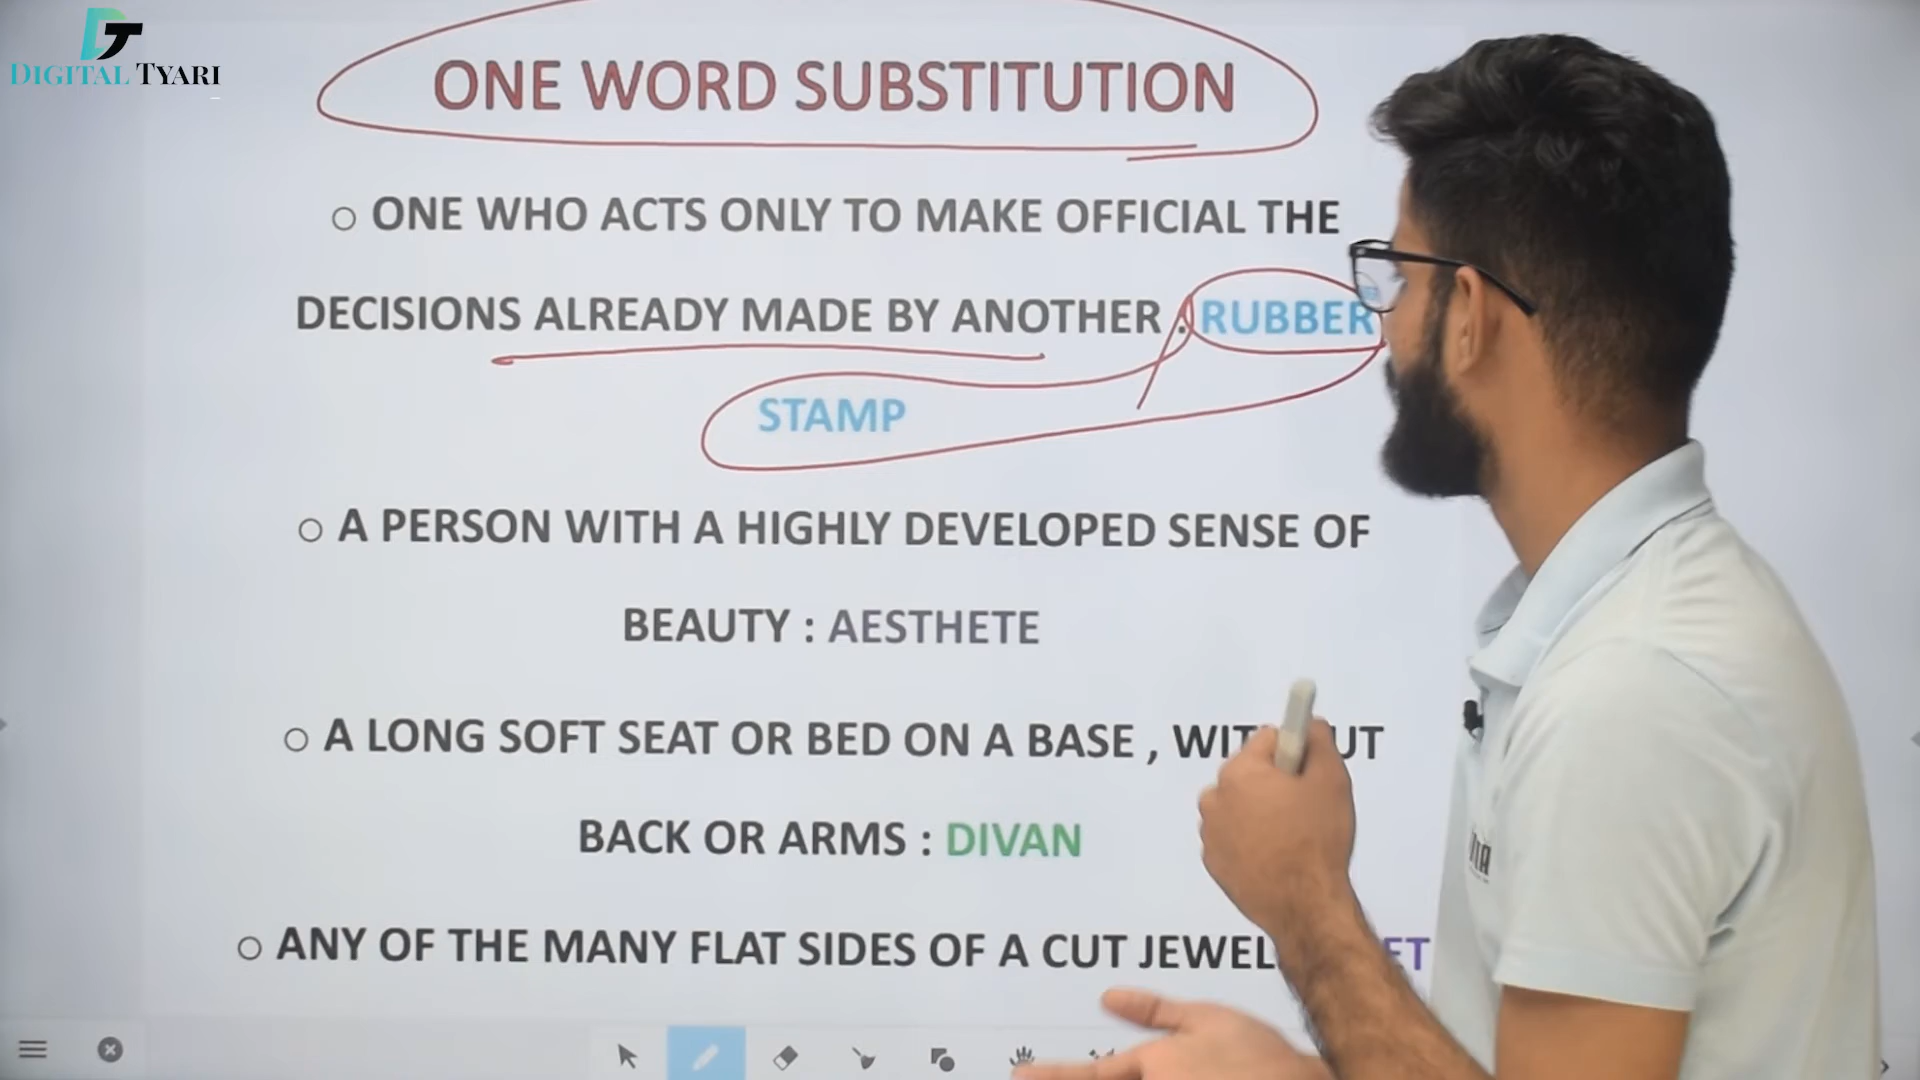 DIGITAL TYARI
ONE WORD SUBSTITUTION
ONE WHO ACTS ONLY TO MAKE OFFICIAL THE
DECISIONS ALREADY MADE BY ANOTHER : RUBBER
STAMP
A PERSON WITH A HIGHLY DEVELOPED SENSE OF
BEAUTY : AESTHETE
A LONG SOFT SEAT OR BED ON A BASE , 
BACK OR ARMS : DIVAN
ANY OF THE MANY FLAT SIDES OF A CUT JEWEL